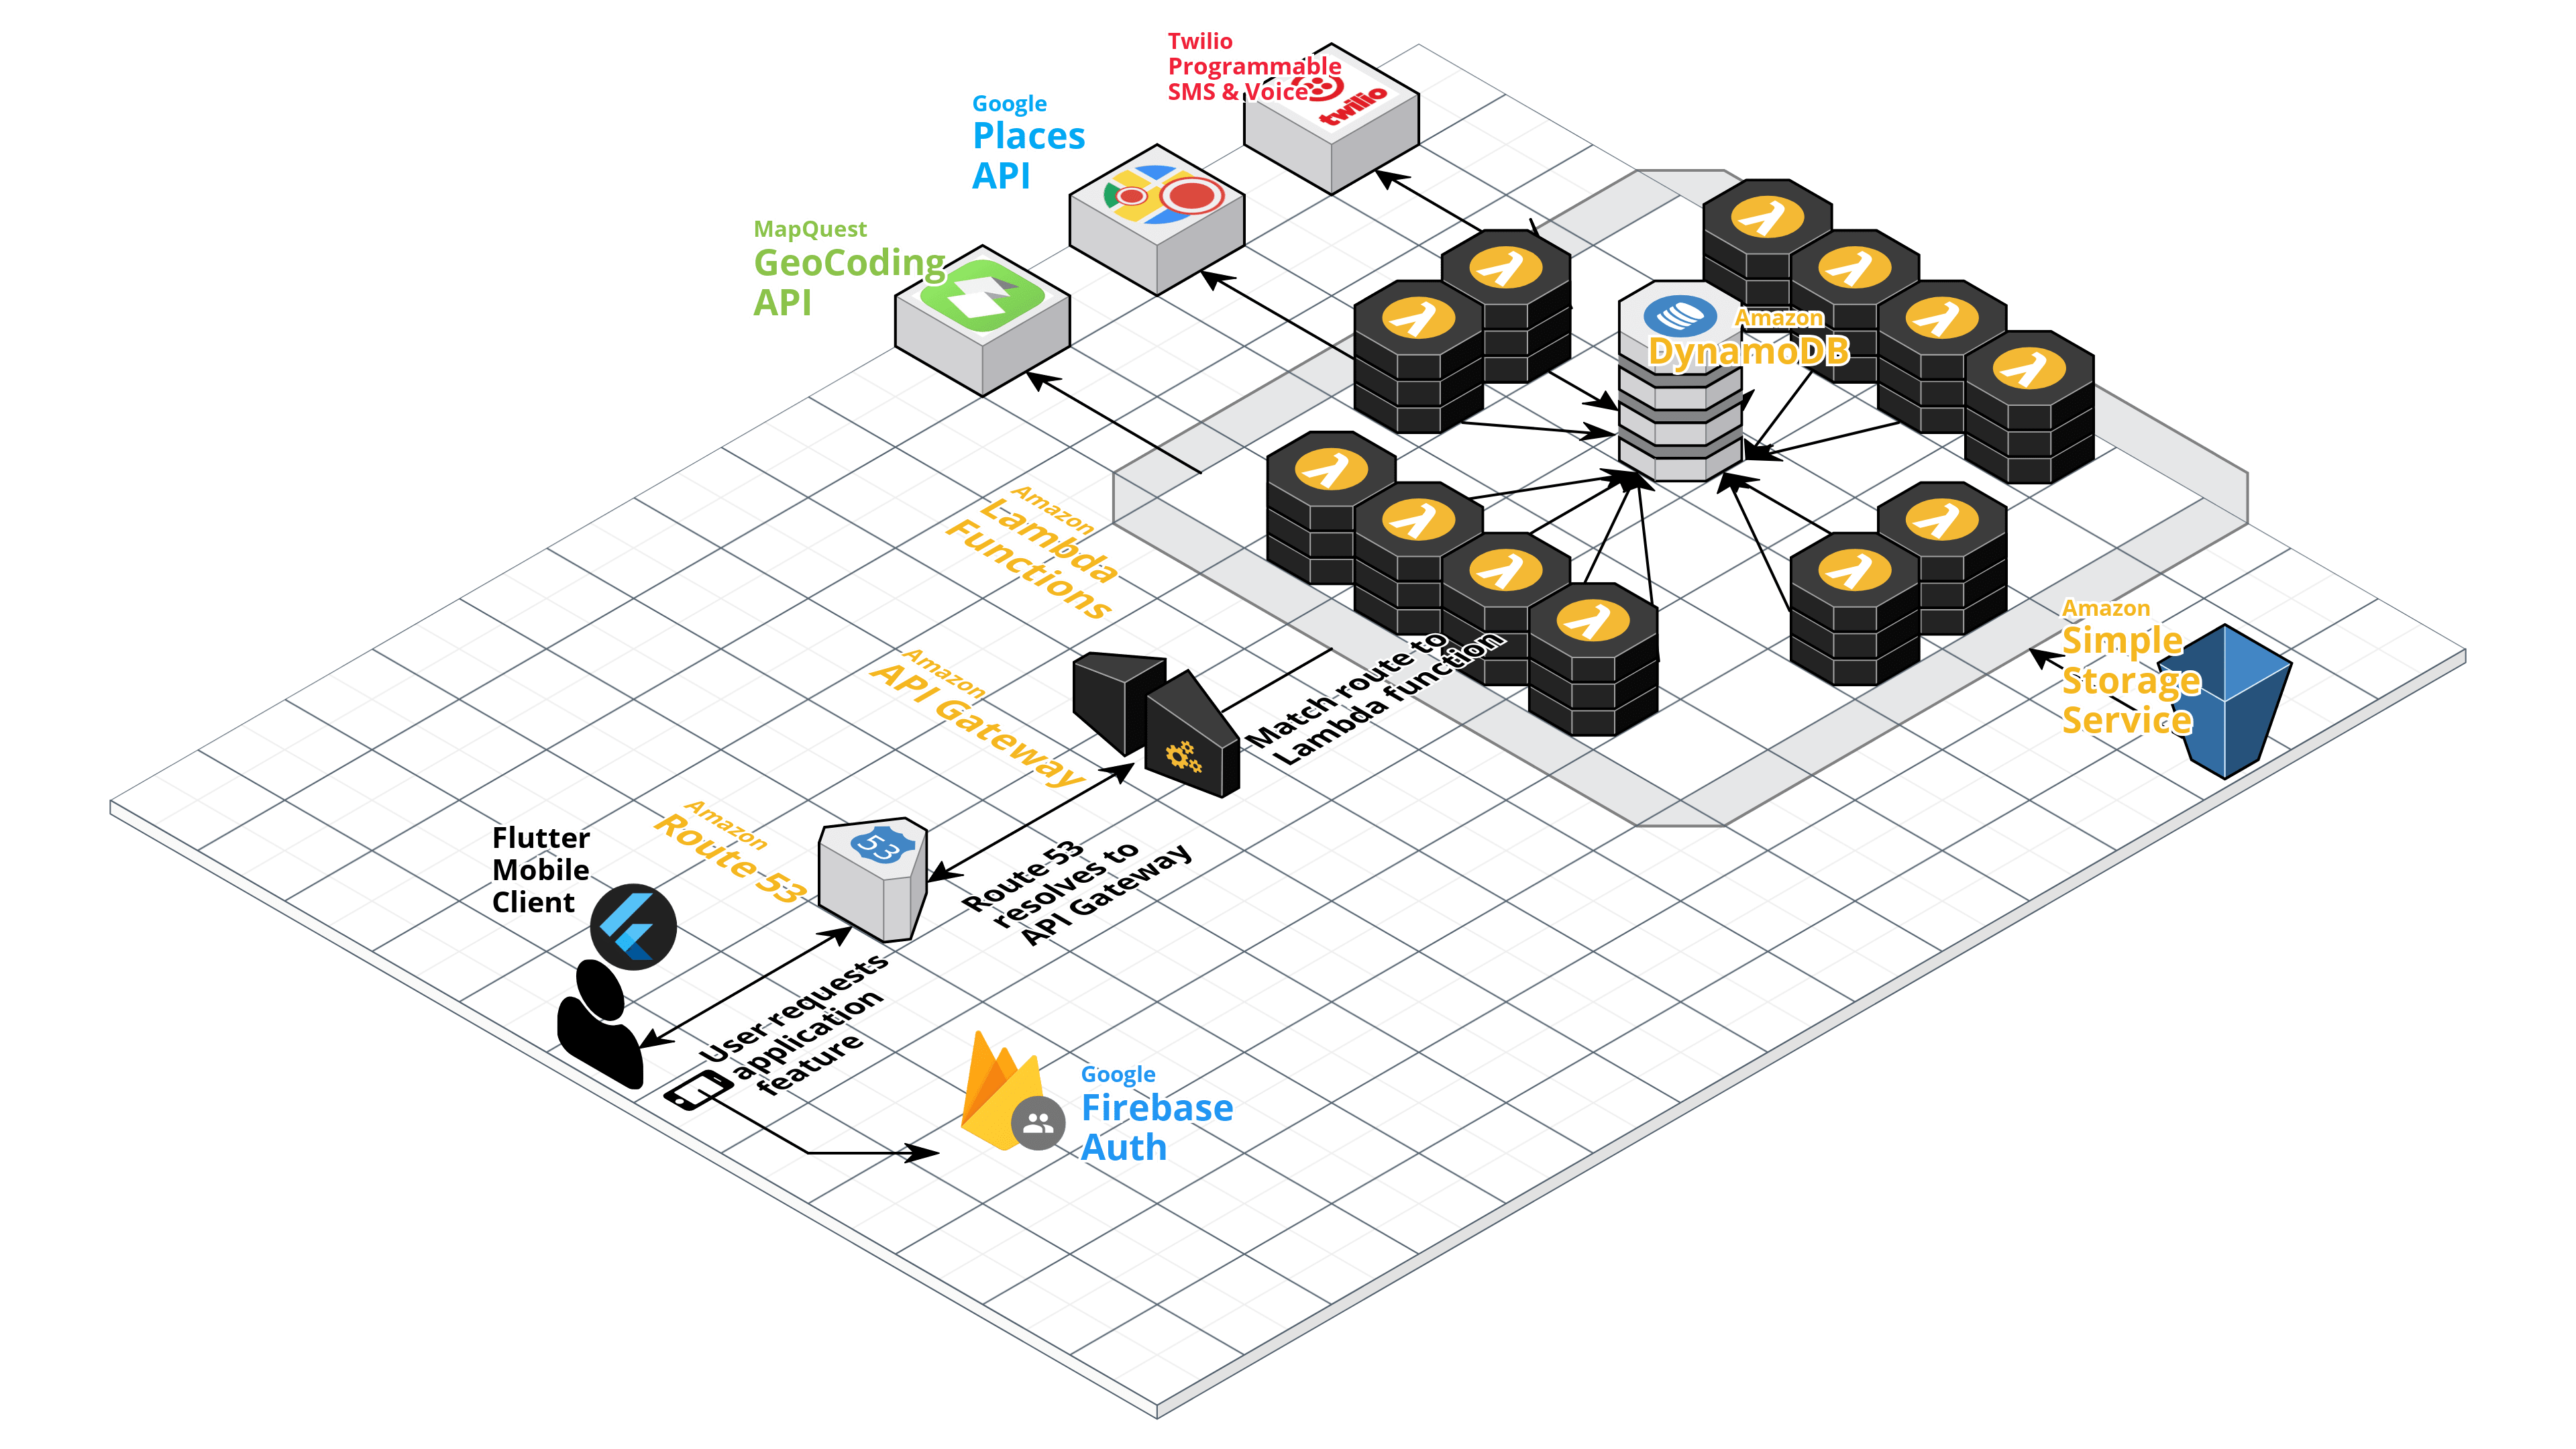 Twilio
Programmable
SMS & Voice
twilio
Google
Places
API
MapQuest
GeoCoding
API
Amazon
DynamoDB
Amazon
Lambda
Functions
Amazon
Simple
Storage
Service
Match route to
Lambda function
Amazon
API Gateway
Amazon
Route 53
53
Route 53
resolves to
API Gateway
Flutter
Mobile
Client
User requests
application
feature
Google
Firebase
Auth